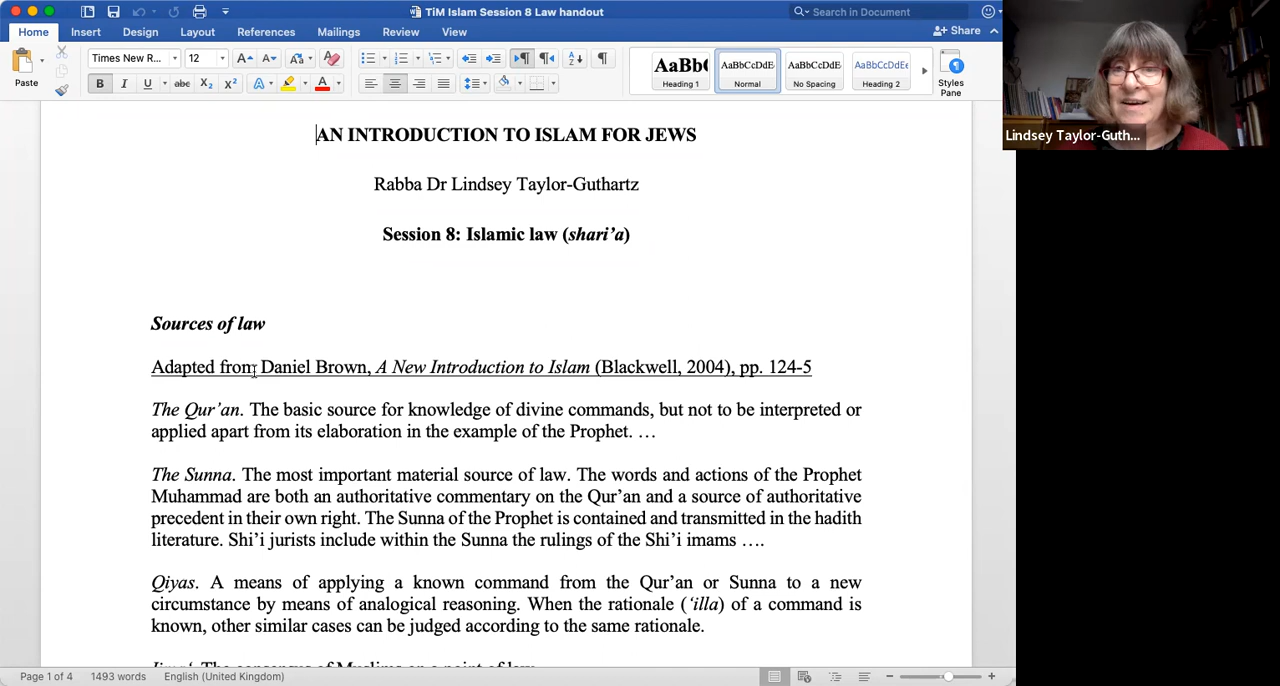 TiM Islam Session 8 Law handout
Search in Document
Home Insert Design Layout References Mailings Review View
Share
Paste
Times New R... 12
AaBbC AaBbCcDdE AaBbCcDdE AaBbCcDdEe
Heading 1 Normal No Spacing Heading 2
Styles
Pane
AN INTRODUCTION TO ISLAM FOR JEWS
Lindsey Taylor-Guth...
Rabba Dr Lindsey Taylor-Guthartz
Session 8: Islamic law (shari’a)
Sources of law
Adapted from Daniel Brown, A New Introduction to Islam (Blackwell, 2004), pp. 124-5
The Qur’an. The basic source for knowledge of divine commands, but not to be interpreted or
applied apart from its elaboration in the example of the Prophet. …
The Sunna. The most important material source of law. The words and actions of the Prophet
Muhammad are both an authoritative commentary on the Qur’an and a source of authoritative
precedent in their own right. The Sunna of the Prophet is contained and transmitted in the hadith
literature. Shi’i jurists include within the Sunna the rulings of the Shi’i imams ….
Qiyas. A means of applying a known command from the Qur’an or Sunna to a new
circumstance by means of analogical reasoning. When the rationale (‘illa) of a command is
known, other similar cases can be judged according to the same rationale.
Page 1 of 4 1493 words English (United Kingdom)